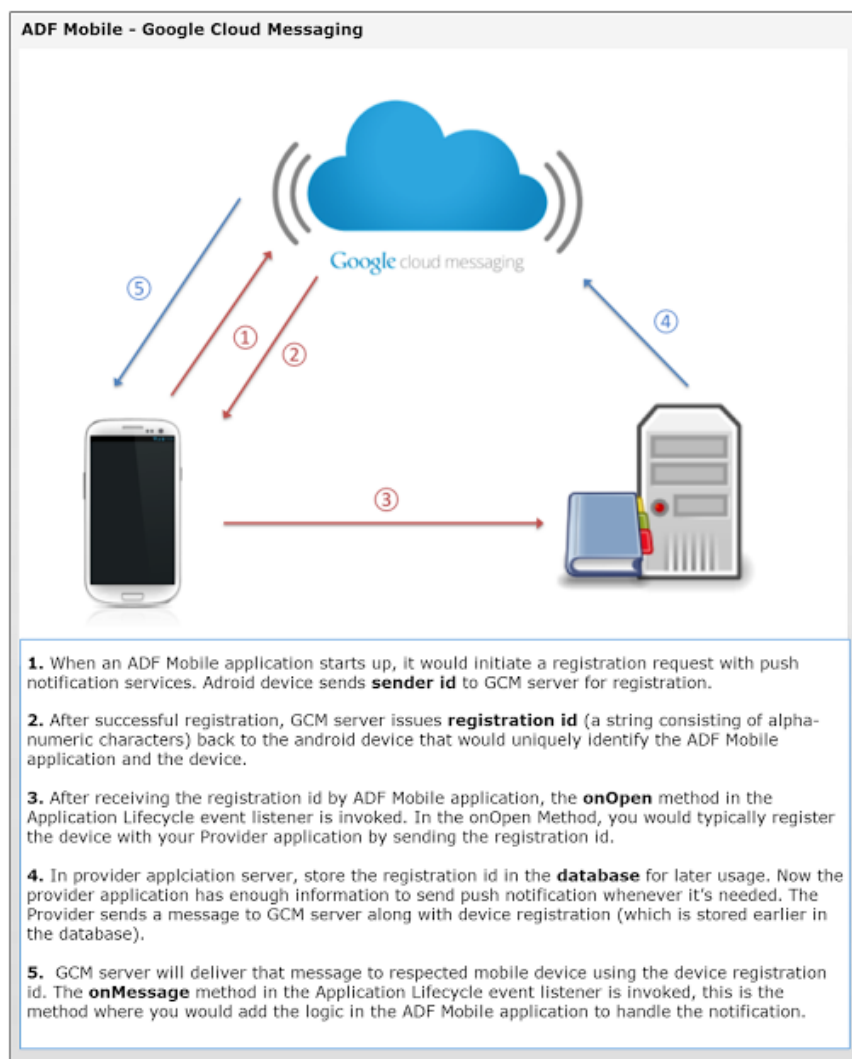 ADF Mobile - Google Cloud Messaging
Google cloud messaging
5
1
2
4
3
1. When an ADF Mobile application starts up, it would initiate a registration request with push
notification services. Adroid device sends sender id to GCM server for registration.
2. After successful registration, GCM server issues registration id (a string consisting of alpha-
numeric characters) back to the android device that would uniquely identify the ADF Mobile
application and the device.
3. After receiving the registration id by ADF Mobile application, the onOpen method in the
Application Lifecycle event listener is invoked. In the onOpen Method, you would typically register
the device with your Provider application by sending the registration id.
4. In provider applciation server, store the registration id in the database for later usage. Now the
provider application has enough information to send push notification whenever it's needed. The
Provider sends a message to GCM server along with device registration (which is stored earlier in
the database).
5. GCM server will deliver that message to respected mobile device using the device registration
id. The onMessage method in the Application Lifecycle event listener is invoked, this is the
method where you would add the logic in the ADF Mobile application to handle the notification.